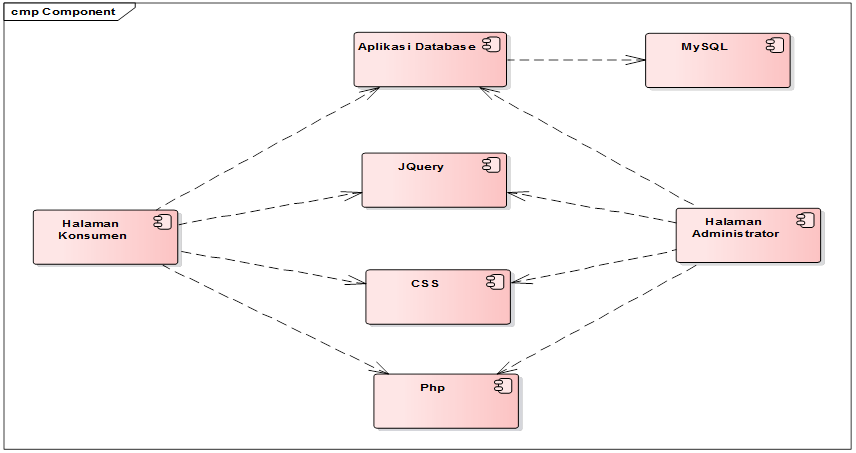 cmp Component
Aplikasi Database
MySQL
JQuery
Halaman
Konsumen
Halaman
Administrator
CSS
Php